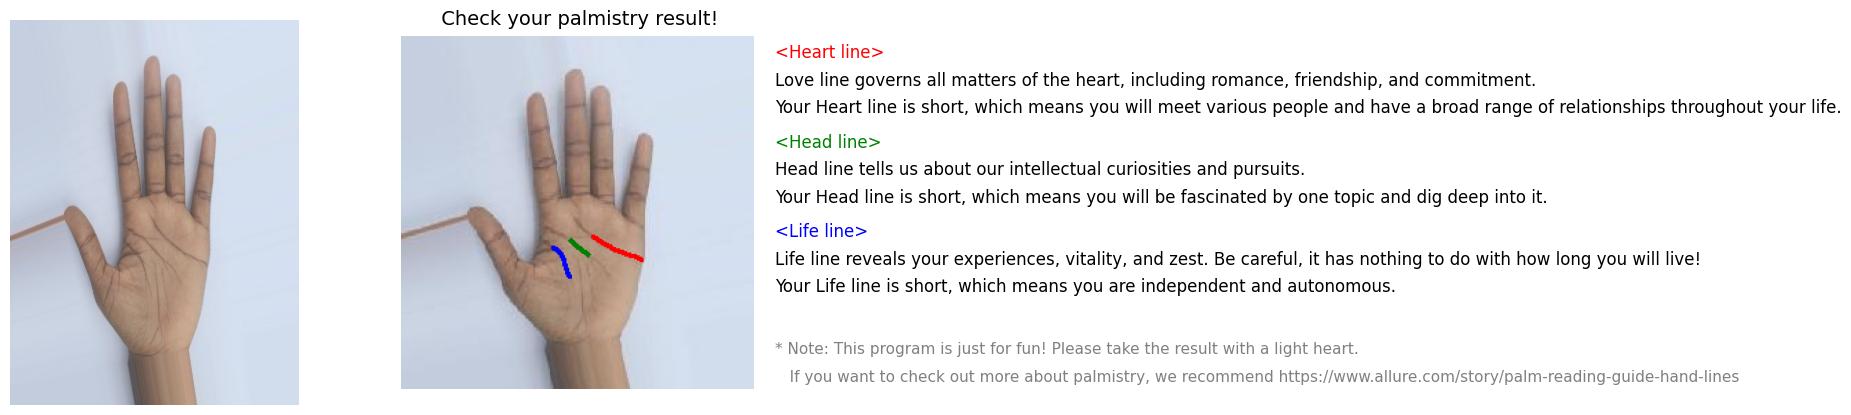 Check your palmistry result!
<Heart line>
Love line governs all matters of the heart, including romance, friendship, and commitment.
Your Heart line is short, which means you will meet various people and have a broad range of relationships throughout your life.
<Head line>
Head line tells us about our intellectual curiosities and pursuits.
Your Head line is short, which means you will be fascinated by one topic and dig deep into it.
<Life line>
Life line reveals your experiences, vitality, and zest. Be careful, it has nothing to do with how long you will live!
Your Life line is short, which means you are independent and autonomous.
* Note: This program is just for fun! Please take the result with a light heart.
If you want to check out more about palmistry, we recommend https://www.allure.com/story/palm-reading-guide-hand-lines